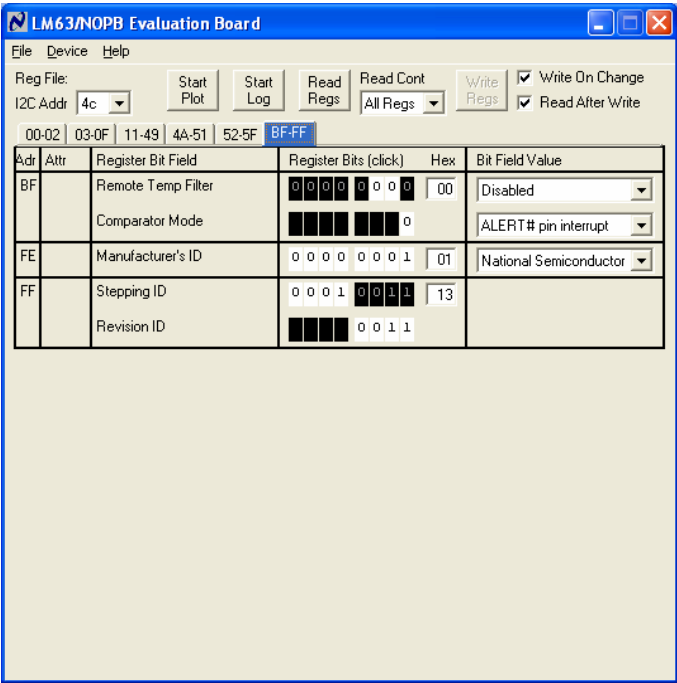 LM63/NOPB Evaluation Board
File Device Help
Reg File:
I2C Addr 4c
Start Plot
Start Log
Read Regs
Read Cont
All Regs
Write Regs
Write On Change
Read After Write
00-02 03-0F 11-49 4A-51 52-5F BF-FF
Adr Attr Register Bit Field Register Bits (click) Hex Bit Field Value
BF Remote Temp Filter 0 0 0 0 0 0 0 0 00 Disabled
Comparator Mode 0 ALERT# pin interrupt
FE Manufacturer's ID 0 0 0 0 0 0 0 1 01 National Semiconductor
FF Stepping ID 0 0 0 1 0 0 1 1 13
Revision ID 0 0 1 1